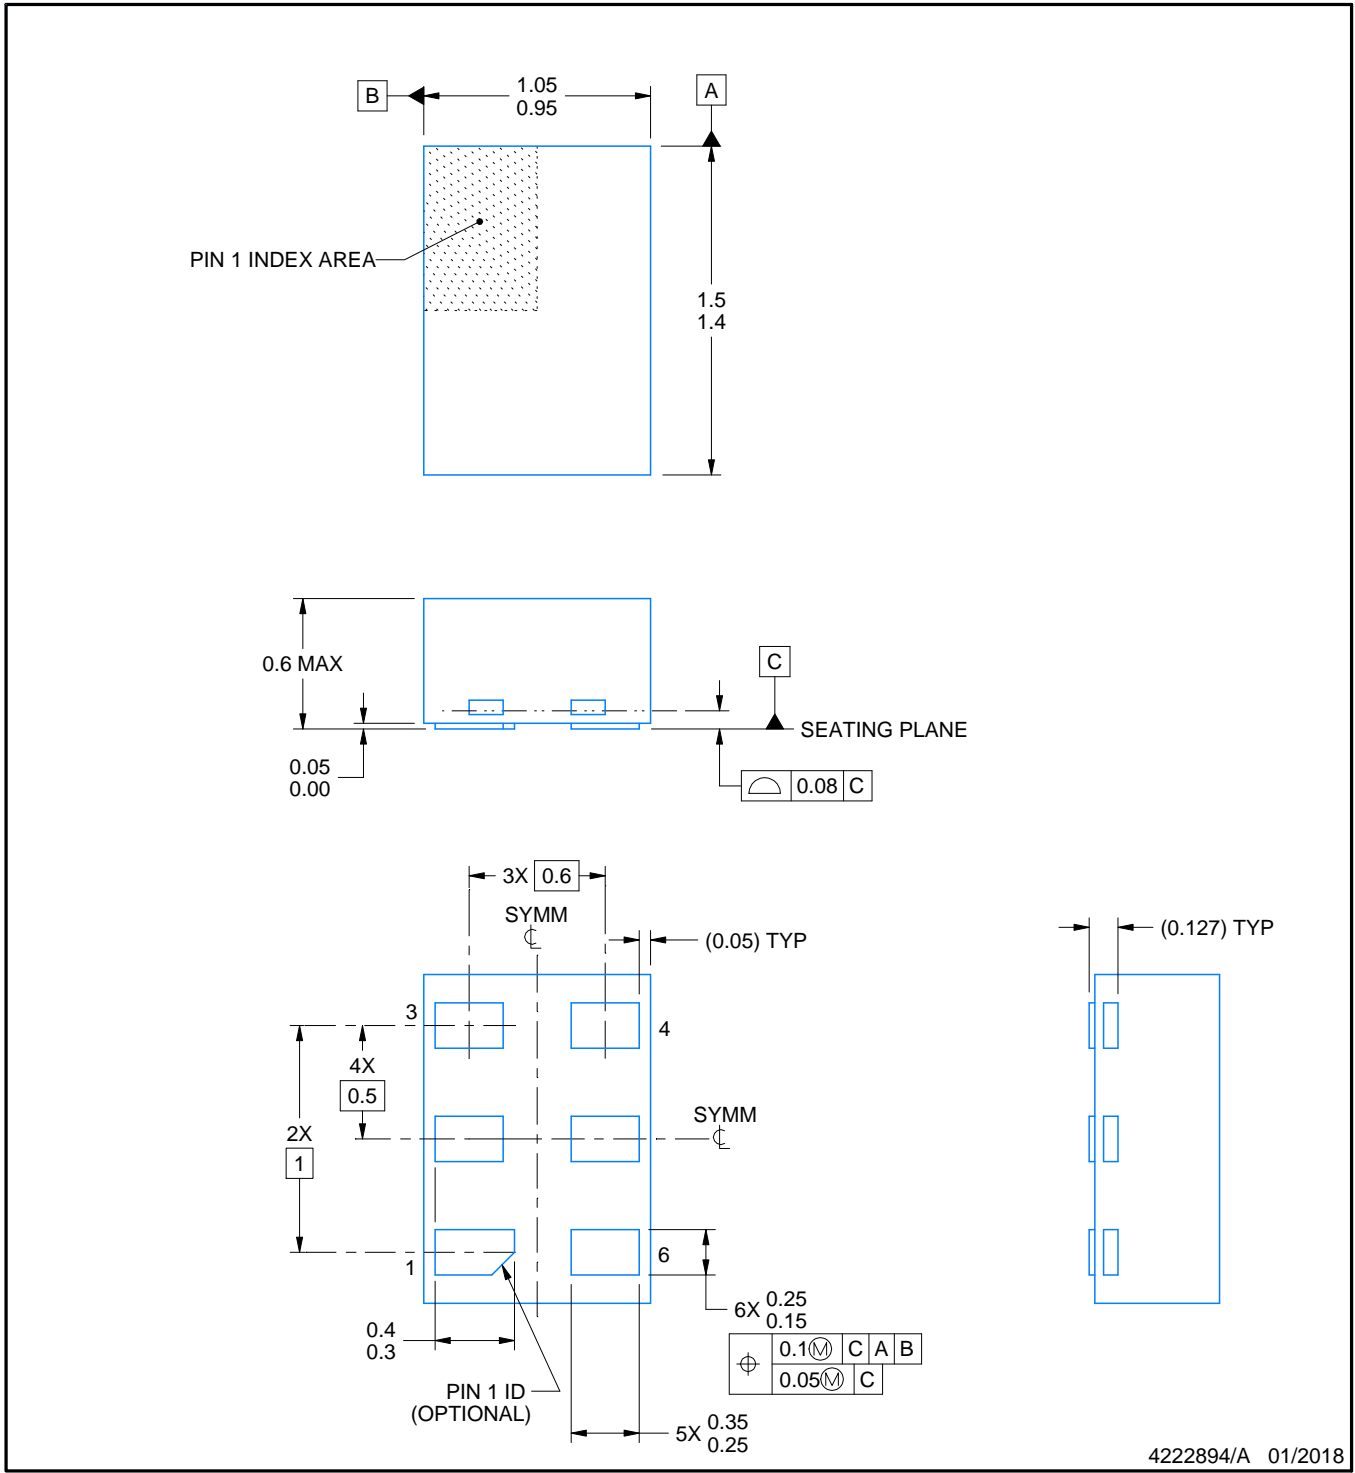 B
1.05
0.95
A
PIN 1 INDEX AREA
1.5
1.4
0.6 MAX
C
SEATING PLANE
0.05
0.00
0.08 C
3X 0.6
SYMM
(0.05) TYP
(0.127) TYP
3
4
4X
0.5
SYMM
2X
1
1
6
6X 0.25
0.15
0.4
0.3
0.1Ⓜ C A B
0.05Ⓜ C
PIN 1 ID
(OPTIONAL)
5X 0.35
0.25
4222894/A 01/2018